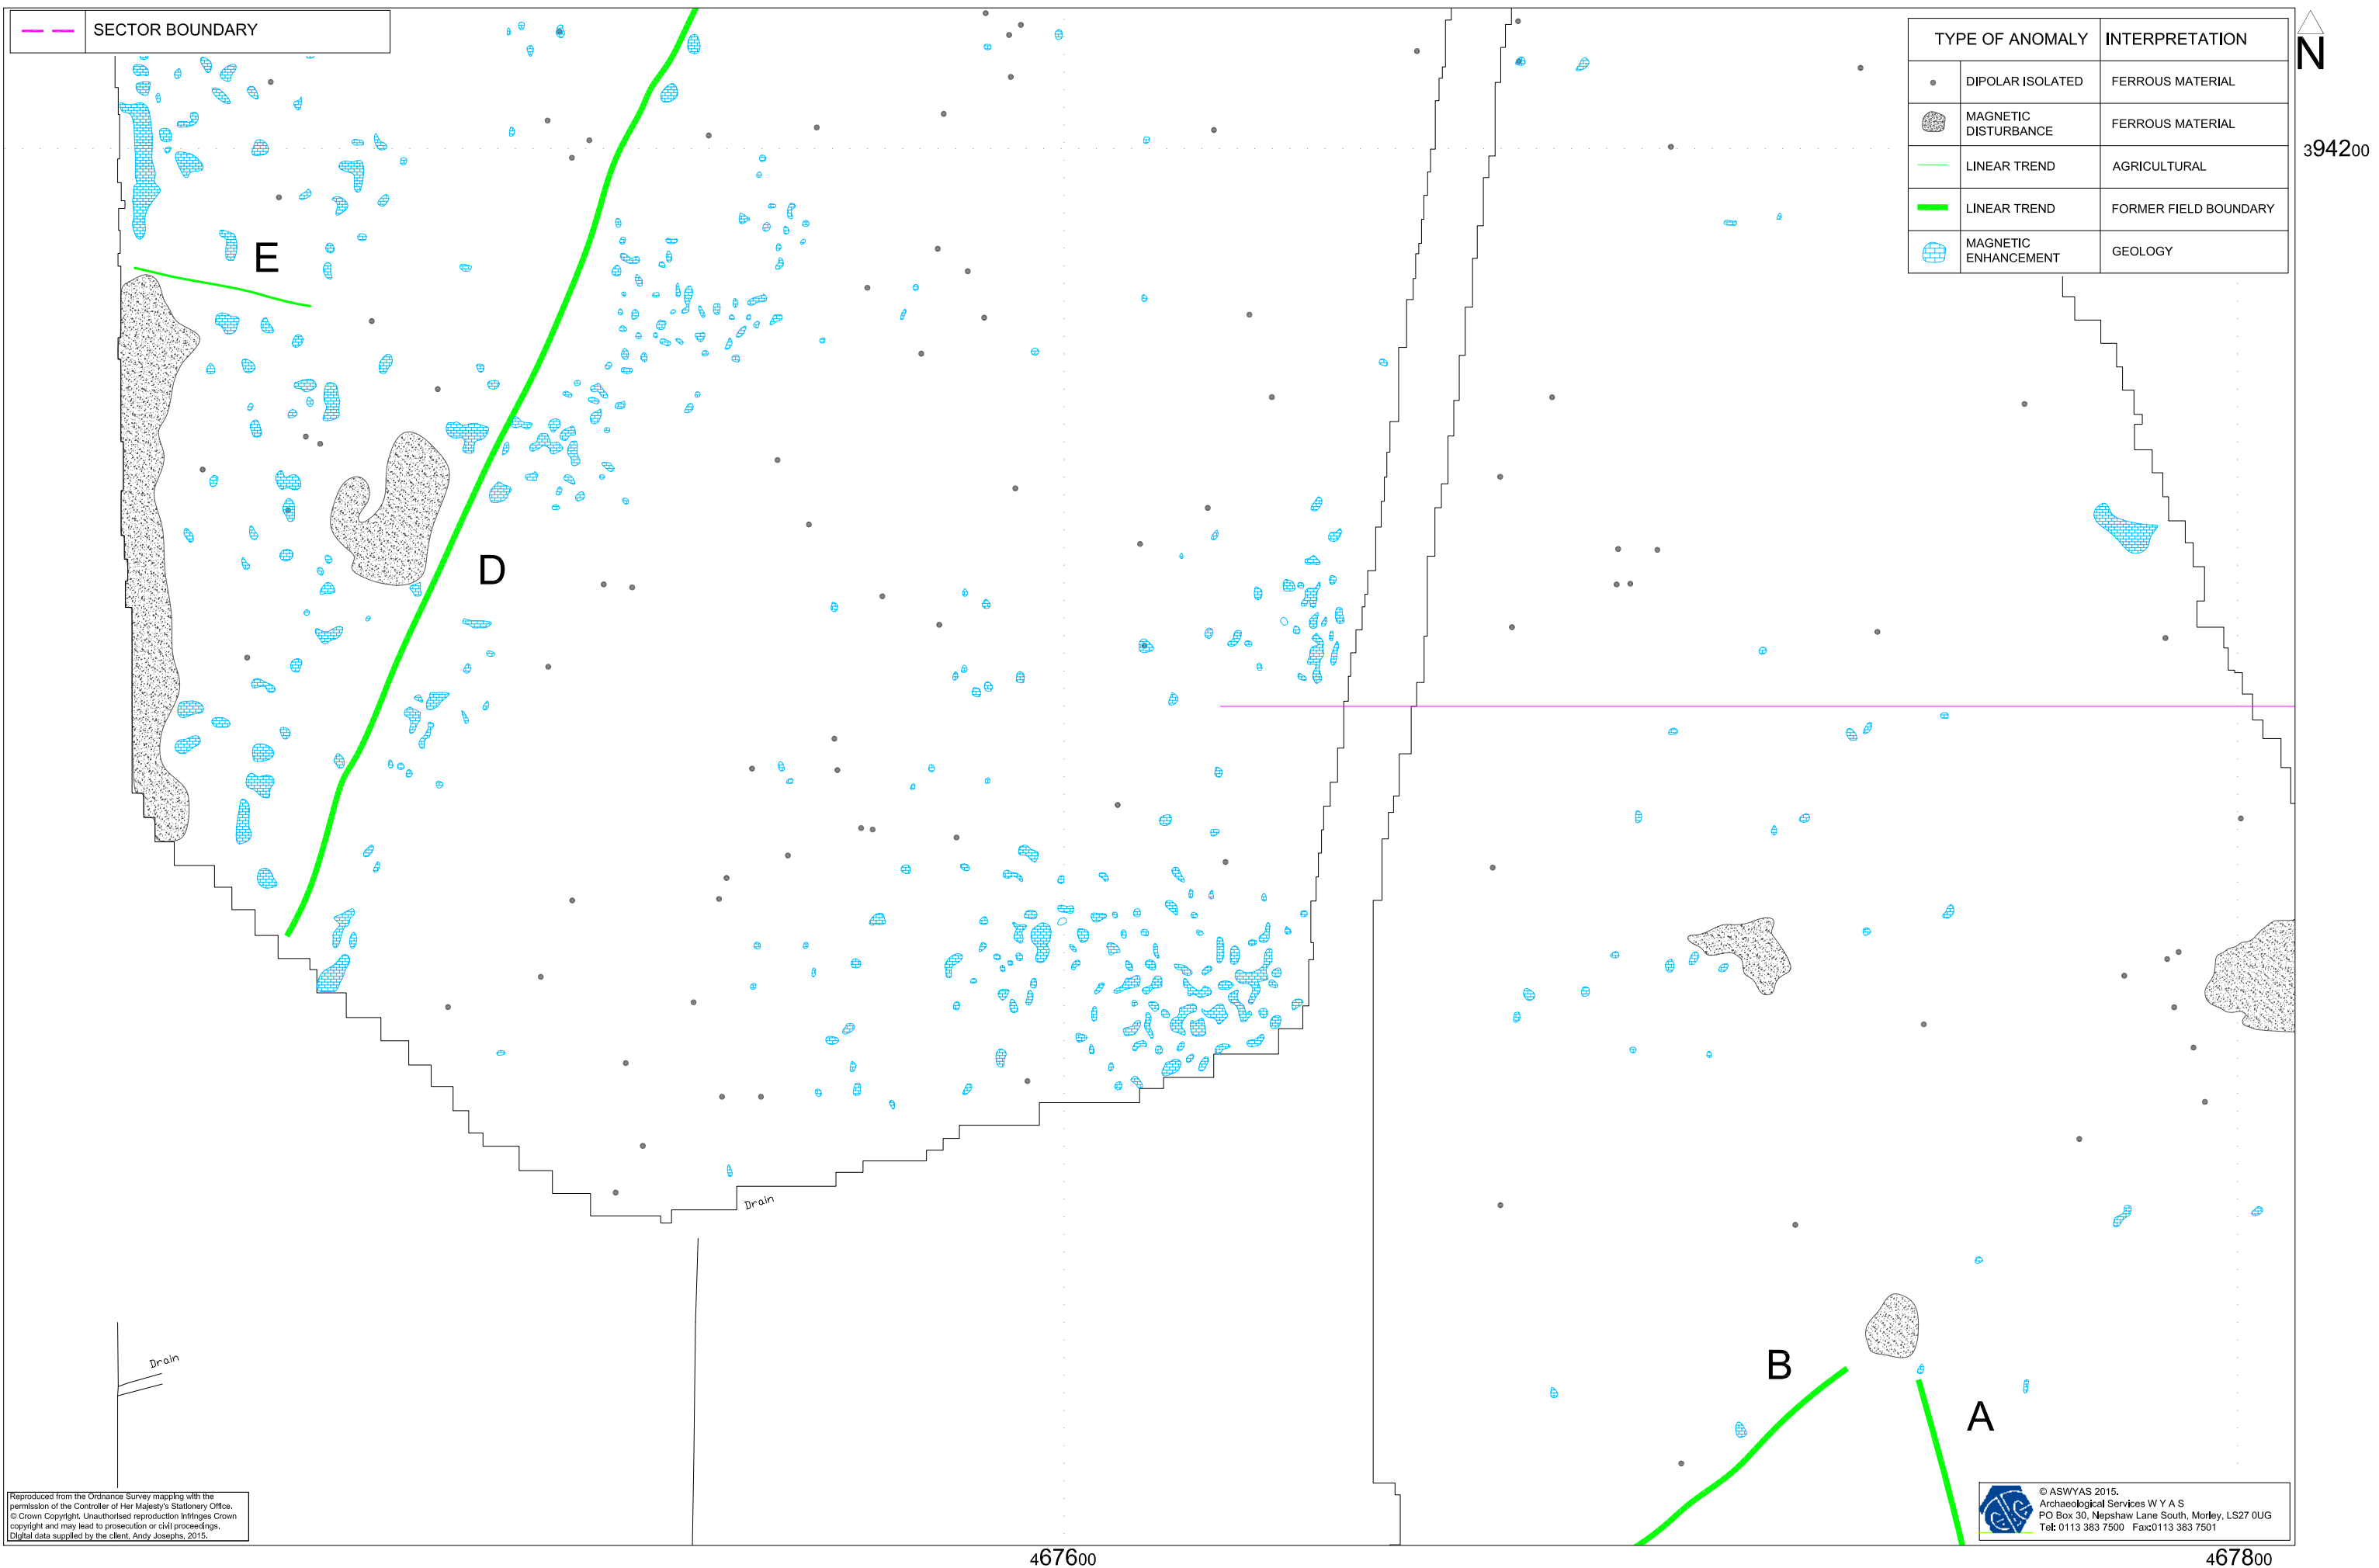 SECTOR BOUNDARY
TYPE OF ANOMALY INTERPRETATION
DIPOLAR ISOLATED FERROUS MATERIAL
MAGNETIC
DISTURBANCE
FERROUS MATERIAL
LINEAR TREND AGRICULTURAL
LINEAR TREND FORMER FIELD BOUNDARY
MAGNETIC
ENHANCEMENT
GEOLOGY
N
394200
E
D
Drain
Drain
B
A
Reproduced from the Ordnance Survey mapping with the
permission of the Controller of Her Majesty's Stationery Office.
© Crown Copyright. Unauthorised reproduction infringes Crown
copyright and may lead to prosecution or civil proceedings.
Digital data supplied by the client, Andy Josephs, 2015.
© ASWYAS 2015.
Archaeological Services W Y A S
PO Box 30, Nepshaw Lane South, Morley, LS27 0UG
Tel: 0113 383 7500 Fax:0113 383 7501
467600
467800